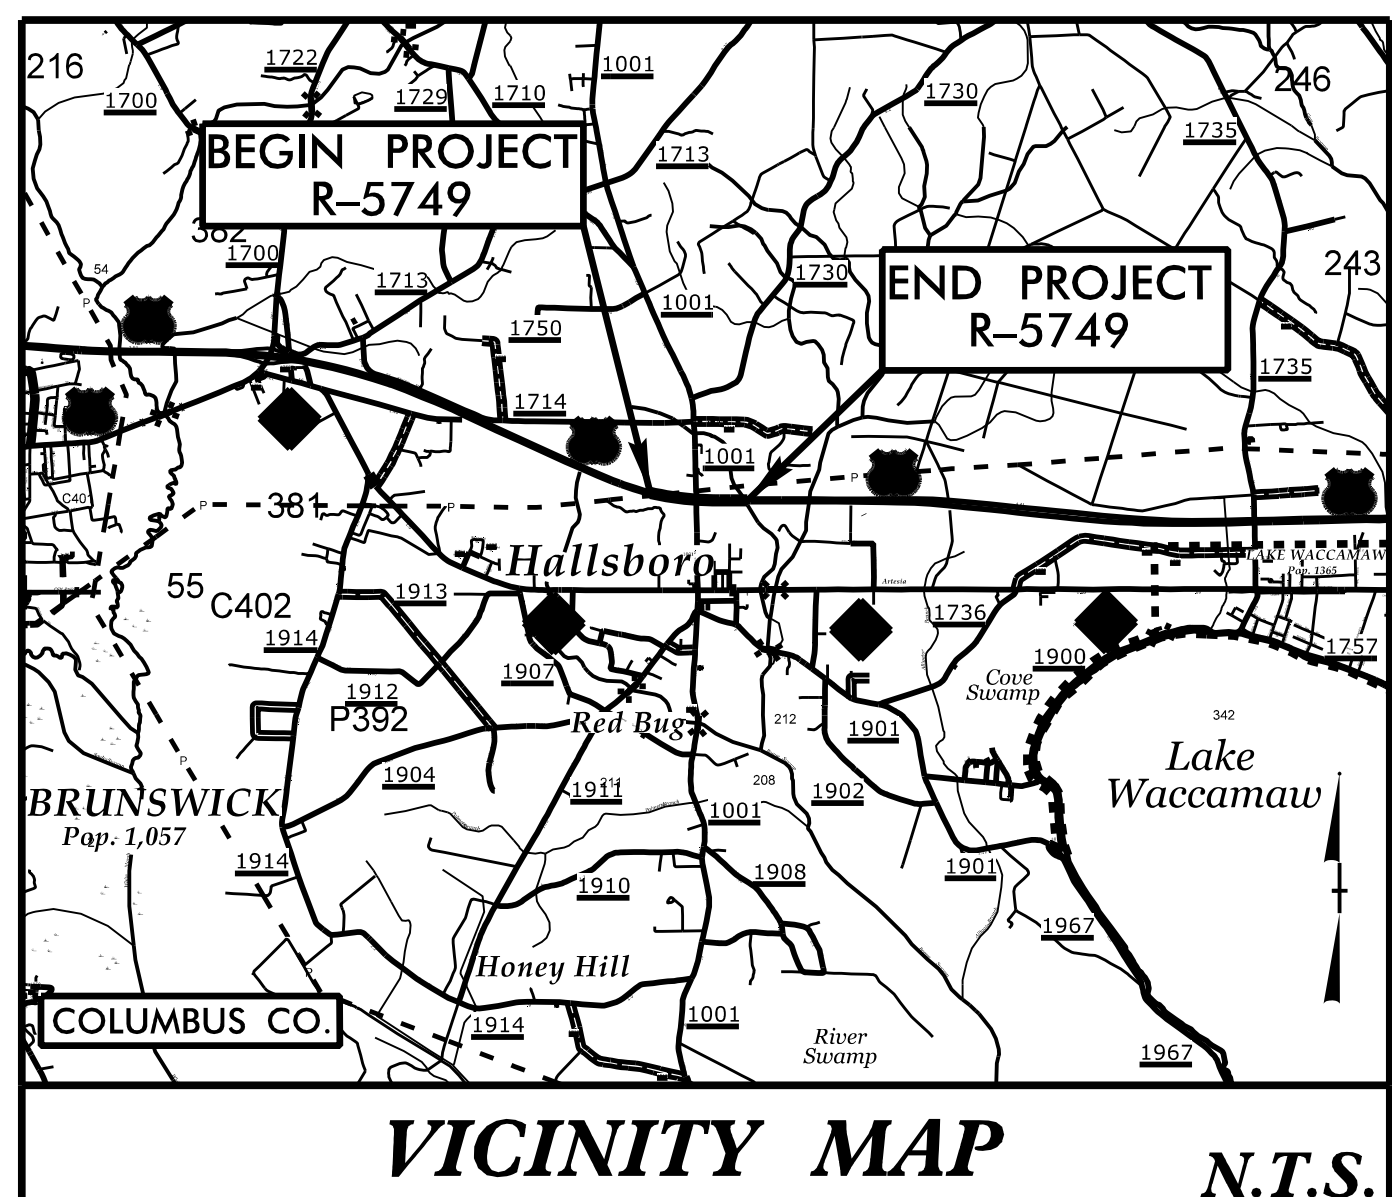 216
1722
1001
246
1700
1729
1710
1730
1735
BEGIN PROJECT
R–5749
1713
382
1700
54
P
1713
1730
243
END PROJECT
R–5749
1001
1750
1735
1714
1001
P
C401
P
381
P
Hallsboro
LAKE WACCAMAW
Pop. 1365
Artesia
55
C402
1913
1736
1914
1757
1907
1900
Cove
Swamp
1912
P392
Red Bug
212
342
1901
P
Lake
Waccamaw
1904
211
1911
208
1902
BRUNSWICK
Pop. 1,057
1001
1914
1910
1908
1901
1967
Honey Hill
P
COLUMBUS CO.
1914
1001
River
Swamp
1967
VICINITY MAP
N.T.S.